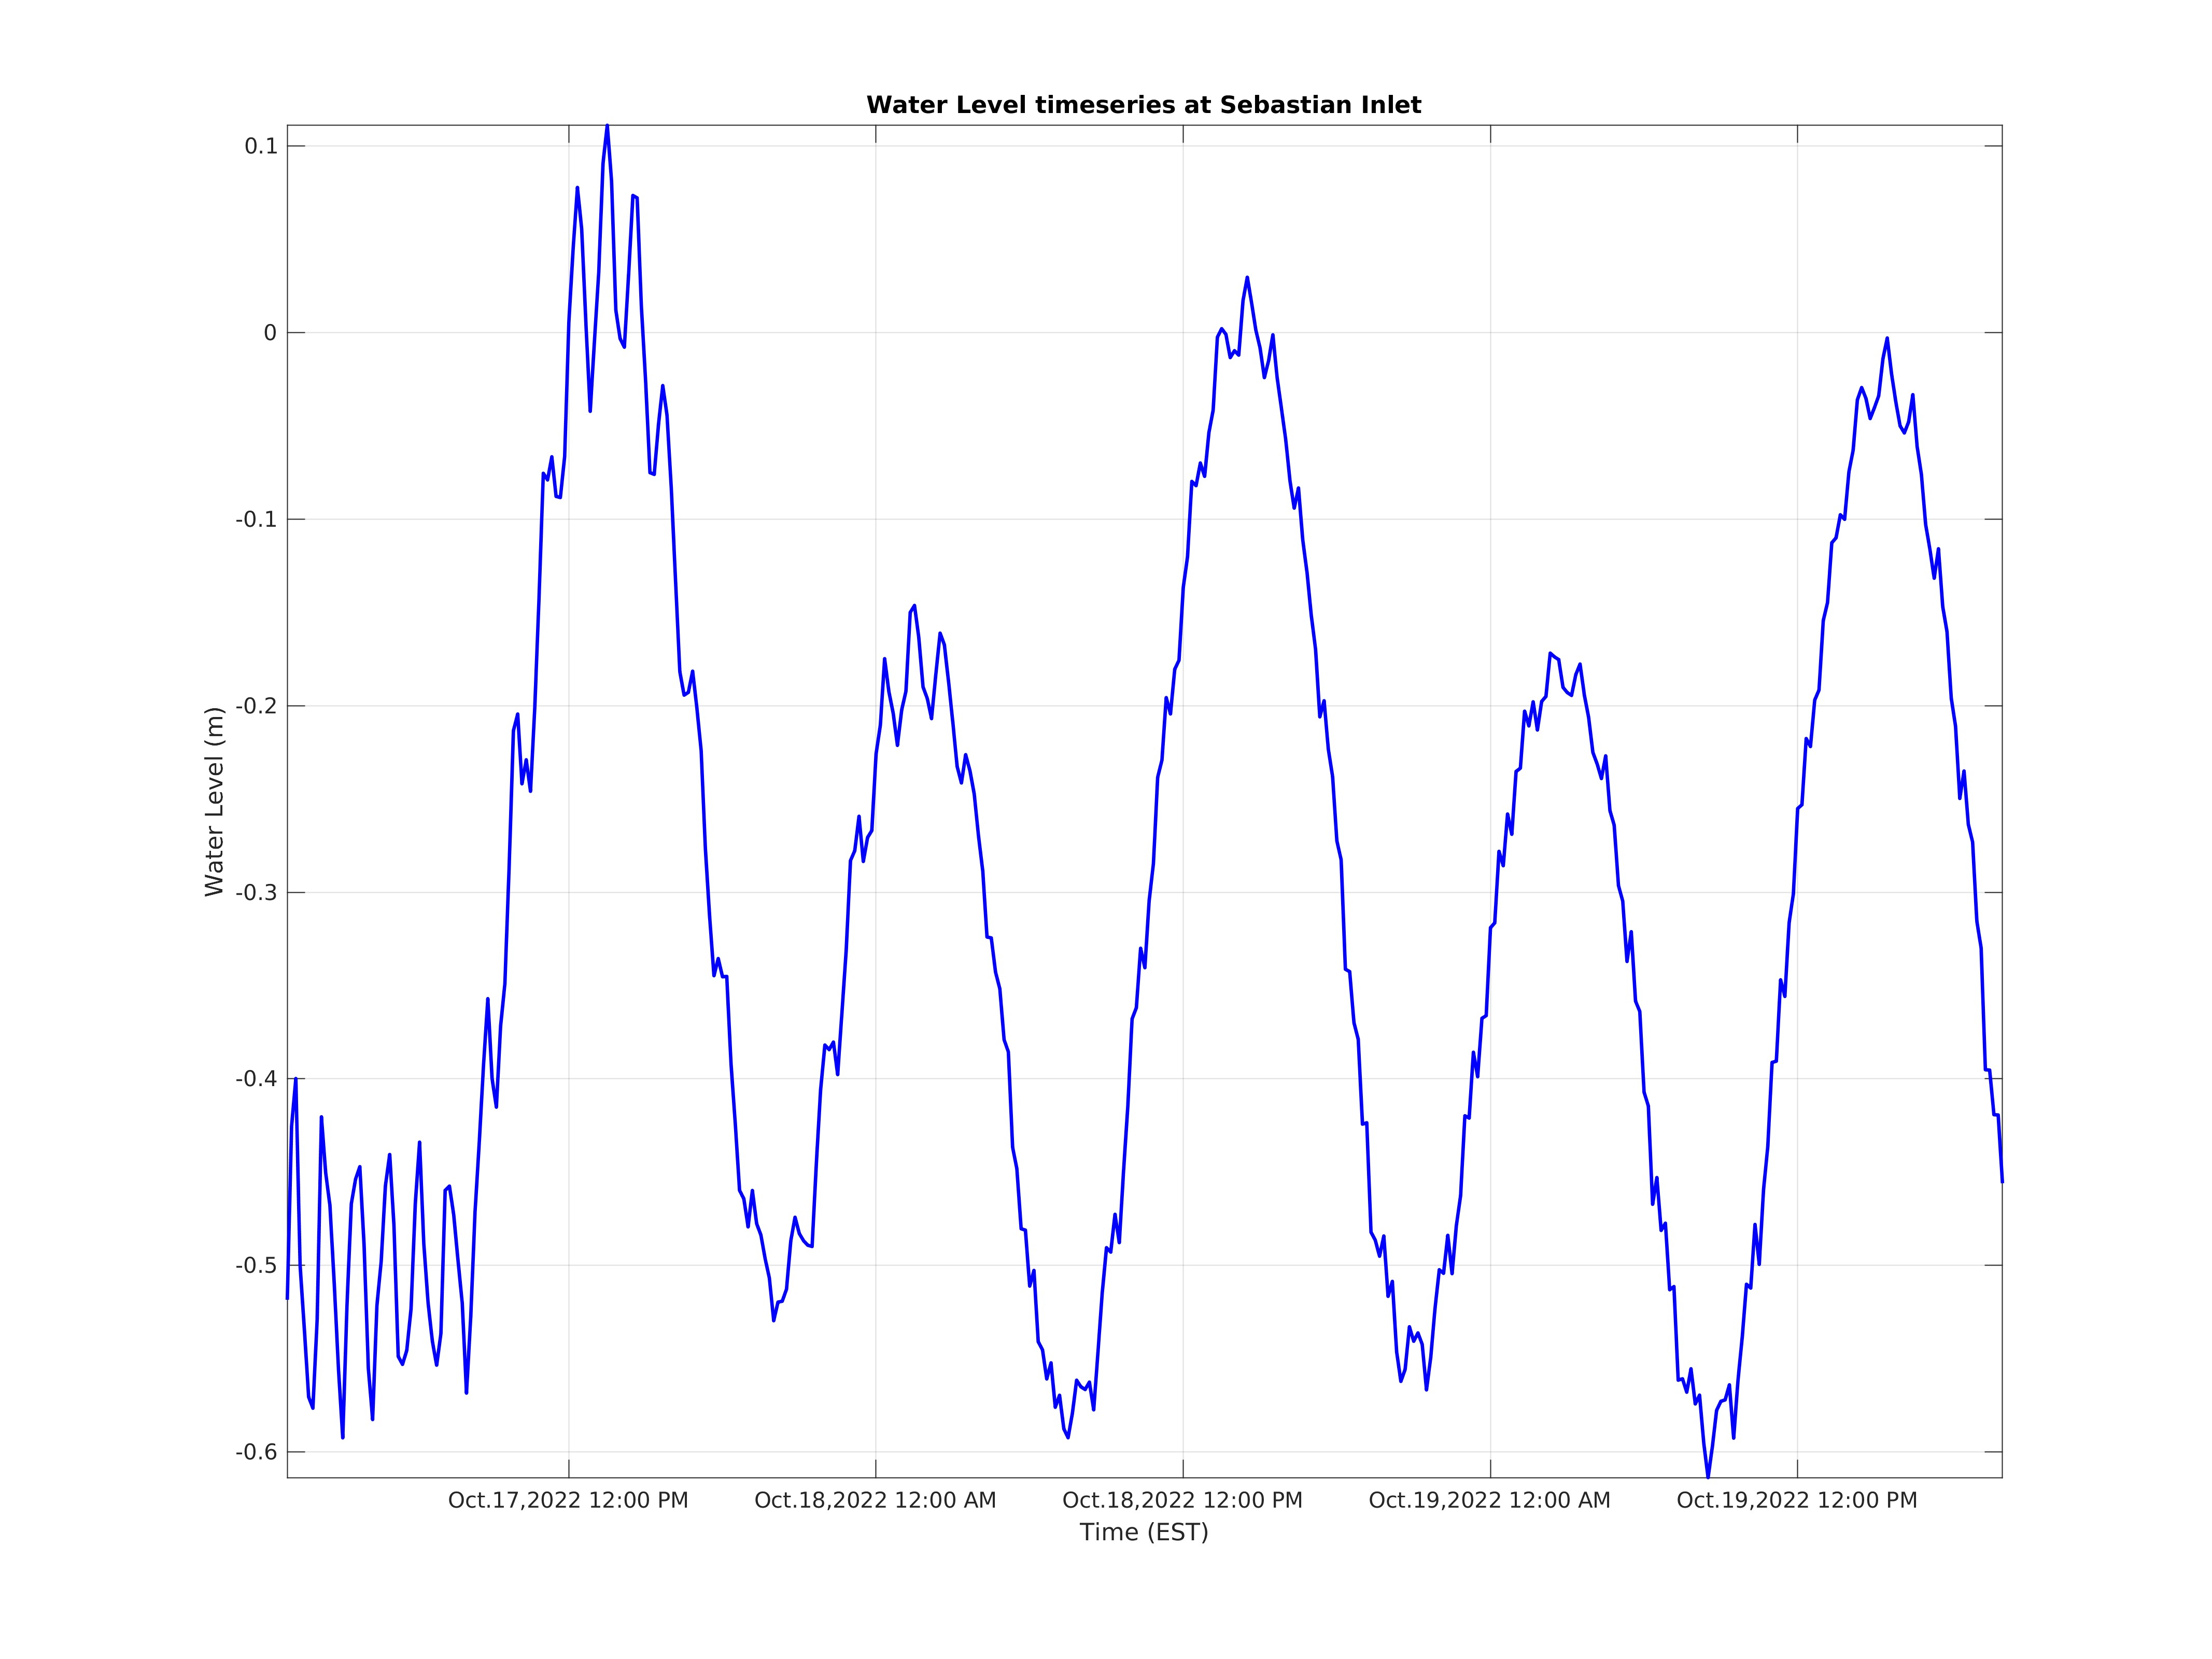 Water Level timeseries at Sebastian Inlet
0.1
0
-0.1
-0.2
-0.3
-0.4
-0.5
-0.6
Water Level (m)
Oct.17,2022 12:00 PM
Oct.18,2022 12:00 AM
Oct.18,2022 12:00 PM
Oct.19,2022 12:00 AM
Oct.19,2022 12:00 PM
Time (EST)